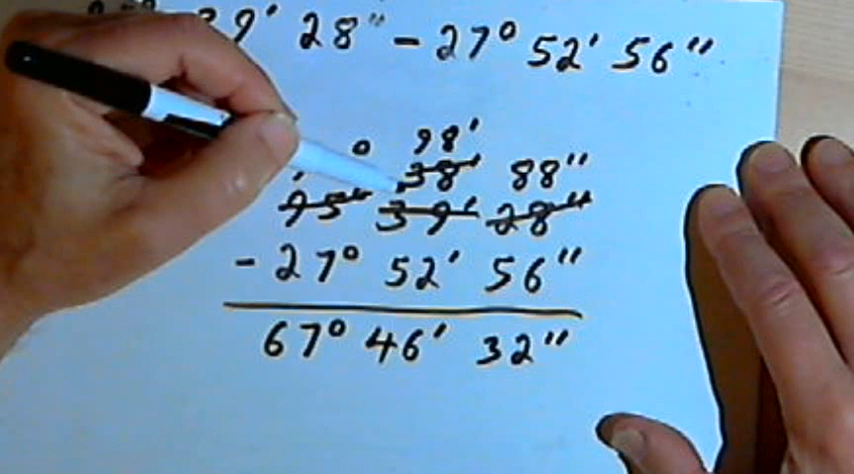 39' 28" - 27° 52' 56"
° 98'
38' 88"
95° 39' 28"
- 27° 52' 56"
67° 46' 32"